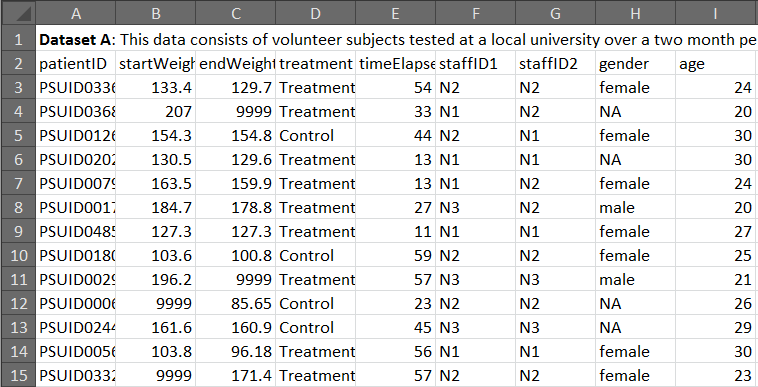 A B C D E F G H I
1 Dataset A: This data consists of volunteer subjects tested at a local university over a two month pe
2 patientID startWeigh endWeight treatment timeElapse staffID1 staffID2 gender age
3 PSUID0336 133.4 129.7 Treatment 54 N2 N2 female 24
4 PSUID0368 207 9999 Treatment 33 N1 N1 NA 20
5 PSUID0126 154.3 154.8 Control 44 N2 N1 female 30
6 PSUID0202 130.5 129.6 Treatment 13 N1 N1 NA 30
7 PSUID0079 163.5 159.9 Treatment 13 N1 N2 female 24
8 PSUID0017 184.7 178.8 Treatment 27 N3 N2 male 20
9 PSUID0485 127.3 127.3 Treatment 11 N1 N1 female 27
10 PSUID0180 103.6 100.8 Control 59 N2 N2 female 25
11 PSUID0029 196.2 9999 Treatment 57 N3 N3 male 21
12 PSUID0006 9999 85.65 Control 23 N2 N2 NA 26
13 PSUID0244 161.6 160.9 Control 45 N3 N3 NA 29
14 PSUID0056 103.8 96.18 Treatment 56 N1 N1 female 30
15 PSUID0332 9999 171.4 Treatment 57 N2 N2 female 23